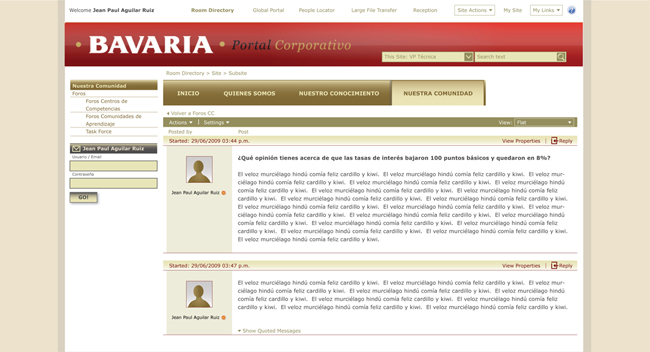 Welcome Jean Paul Aguilar Ruiz
Room Directory
Global Portal
People Locator
Large File Transfer
Reception
Site Actions
My Site
My Links
?
• BAVARIA • Portal Corporativo
This Site: VP Técnica
Search text
Room Directory > Site > Subsite
Nuestra Comunidad
Foros
Foros Centros de
Competencias
Foros Comunidades de
Aprendizaje
Task Force
Jean Paul Aguilar Ruiz
Usuario / Email
Contraseña
GO!
INICIO
QUIENES SOMOS
NUESTRO CONOCIMIENTO
NUESTRA COMUNIDAD
Volver a Foros CC
Actions
Settings
View: Flat
Posted by
Post
Started: 29/06/2009 03:44 p.m.
View Properties | Reply
Jean Paul Aguilar Ruiz
¿Qué opinión tienes acerca de que las tasas de interés bajaron 100 puntos básicos y quedaron en 8%?
El veloz murciélago hindú comía feliz cardillo y kiwi. El veloz murciélago hindú comía feliz cardillo y kiwi. El veloz mur-
ciélago hindú comía feliz cardillo y kiwi. El veloz murciélago hindú comía feliz cardillo y kiwi. El veloz murciélago hindú
comía feliz cardillo y kiwi. El veloz murciélago hindú comía feliz cardillo y kiwi. El veloz murciélago hindú comía feliz
cardillo y kiwi. El veloz murciélago hindú comía feliz cardillo y kiwi. El veloz murciélago hindú comía feliz cardillo y kiwi.
El veloz murciélago hindú comía feliz cardillo y kiwi. El veloz murciélago hindú comía feliz cardillo y kiwi. El veloz mur-
ciélago hindú comía feliz cardillo y kiwi. El veloz murciélago hindú comía feliz cardillo y kiwi. El veloz murciélago hindú
comía feliz cardillo y kiwi. El veloz murciélago hindú comía feliz cardillo y kiwi. El veloz murciélago hindú comía feliz
cardillo y kiwi. El veloz murciélago hindú comía feliz cardillo y kiwi. El veloz murciélago hindú comía feliz cardillo y kiwi.
El veloz murciélago hindú comía feliz cardillo y kiwi.
Started: 29/06/2009 03:47 p.m.
View Properties | Reply
Jean Paul Aguilar Ruiz
El veloz murciélago hindú comía feliz cardillo y kiwi. El veloz murciélago hindú comía feliz cardillo y kiwi. El veloz mur-
ciélago hindú comía feliz cardillo y kiwi. El veloz murciélago hindú comía feliz cardillo y kiwi. El veloz murciélago hindú
comía feliz cardillo y kiwi. El veloz murciélago hindú comía feliz cardillo y kiwi. El veloz murciélago hindú comía feliz
cardillo y kiwi. El veloz murciélago hindú comía feliz cardillo y kiwi. El veloz murciélago hindú comía feliz cardillo y kiwi.
Show Quoted Messages